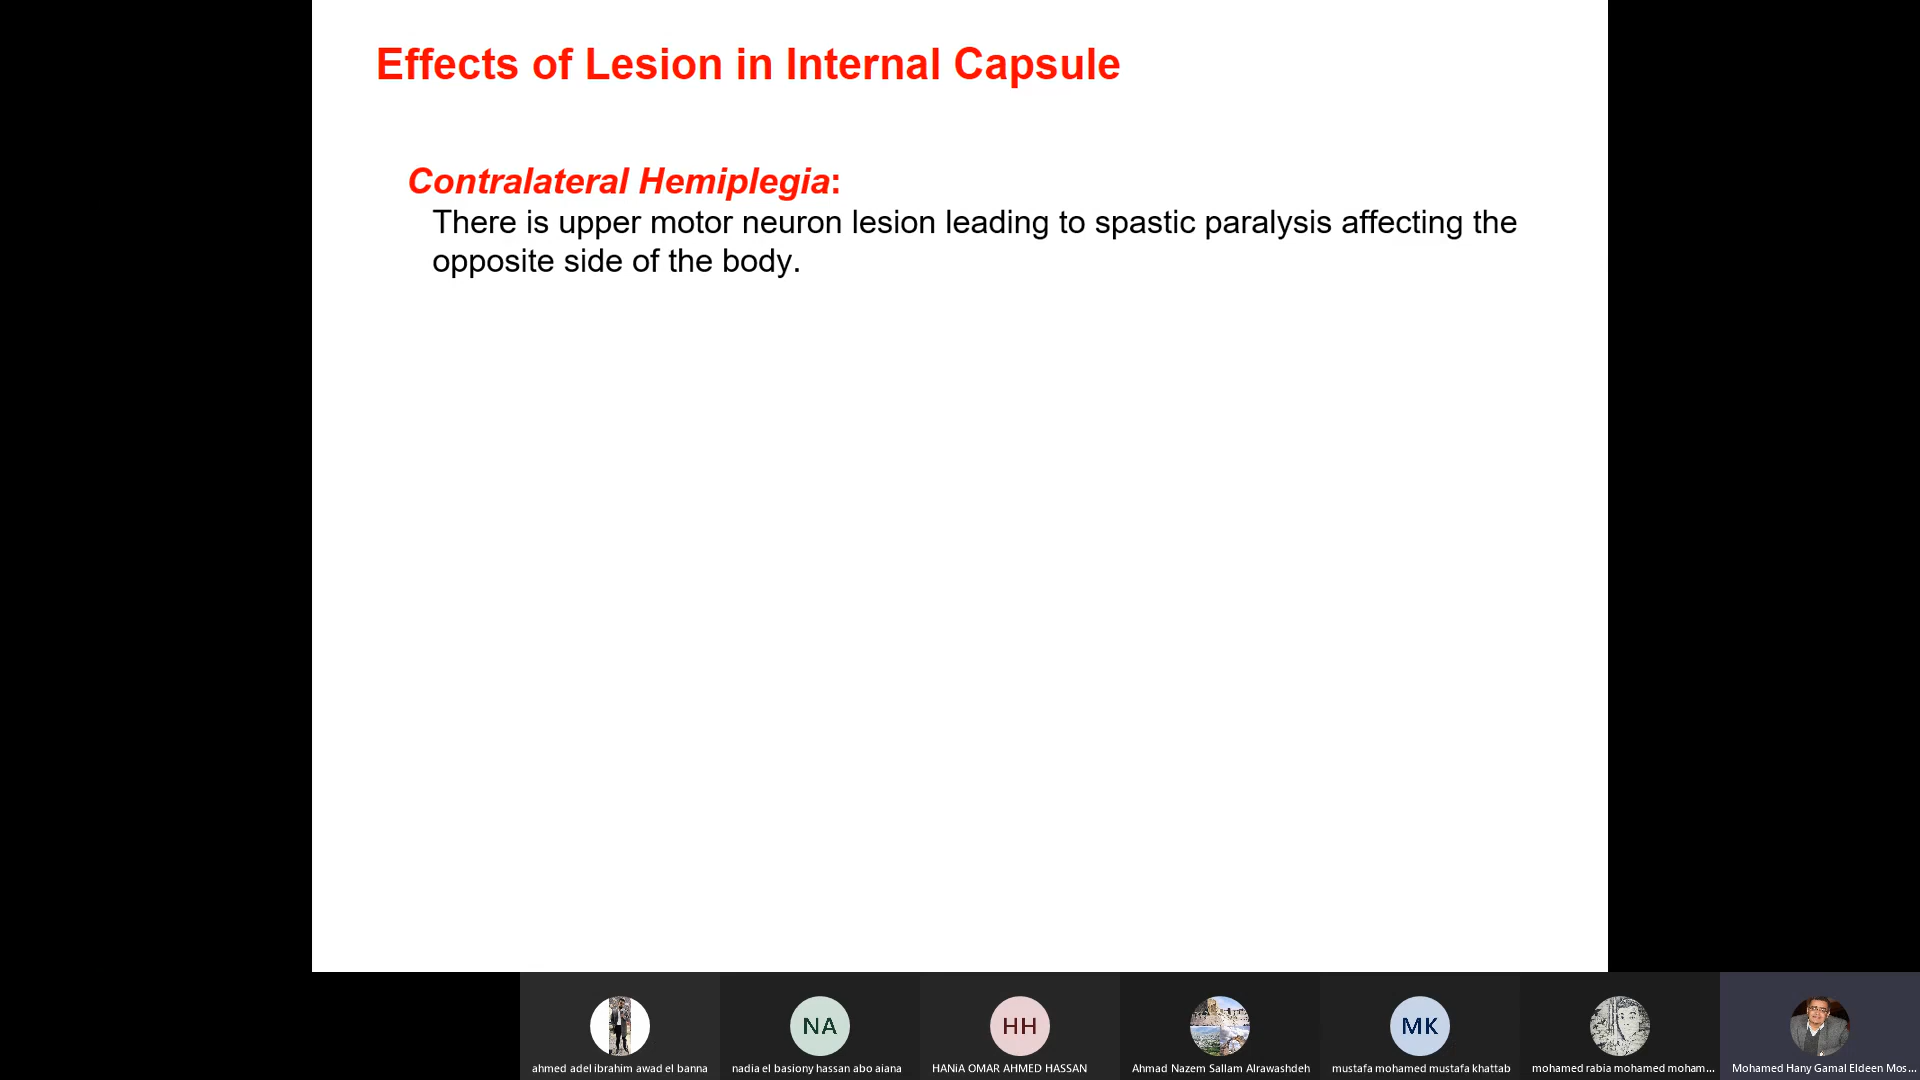 Effects of Lesion in Internal Capsule
Contralateral Hemiplegia:
There is upper motor neuron lesion leading to spastic paralysis affecting the
opposite side of the body.
NA
HH
MK
ahmed adel ibrahim awad el banna
nadia el basiony hassan abo aiana
HANiA OMAR AHMED HASSAN
Ahmad Nazem Sallam Alrawashdeh
mustafa mohamed mustafa khattab
mohamed rabia mohamed moham...
Mohamed Hany Gamal Eldeen Mos...